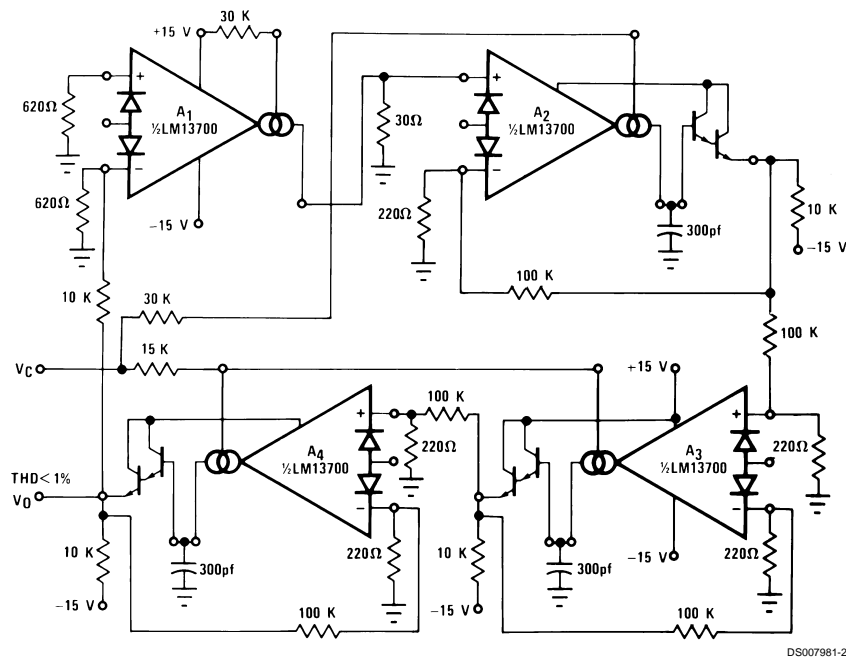 30 K
+15 V
620Ω
+
A1
½LM13700
−
620Ω
−15 V
30Ω
+
A2
½LM13700
−
220Ω
300pf
10 K
−15 V
100 K
10 K
30 K
100 K
VC
15 K
+15 V
100 K
+
A4
½LM13700
−
220Ω
+
A3
½LM13700
−
220Ω
THD< 1%
VO
10 K
−15 V
300pf
220Ω
10 K
−15 V
300pf
−15 V
220Ω
100 K
100 K
DS007981-2